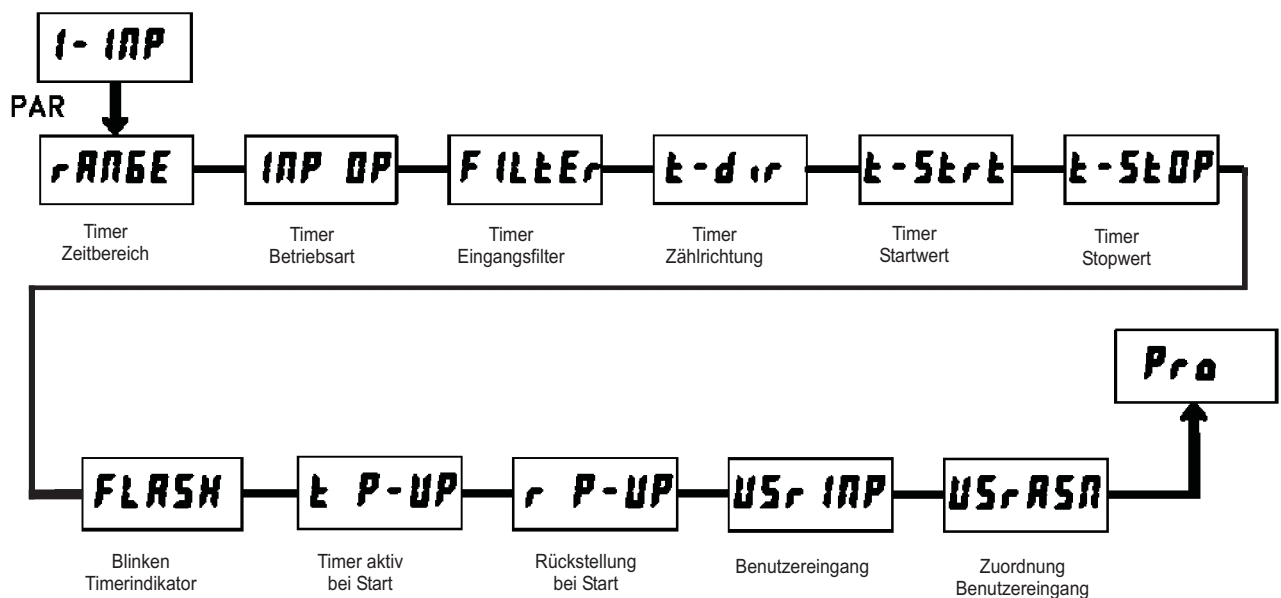 1-INP
PAR
rANGE
INP OP
FILtEr
t-dir
t-Strt
t-StOP
Timer
Zeitbereich
Timer
Betriebsart
Timer
Eingangsfilter
Timer
Zählrichtung
Timer
Startwert
Timer
Stopwert
Pro
FLASH
t P-UP
r P-UP
USr INP
USrASN
Blinken
Timerindikator
Timer aktiv
bei Start
Rückstellung
bei Start
Benutzereingang
Zuordnung
Benutzereingang